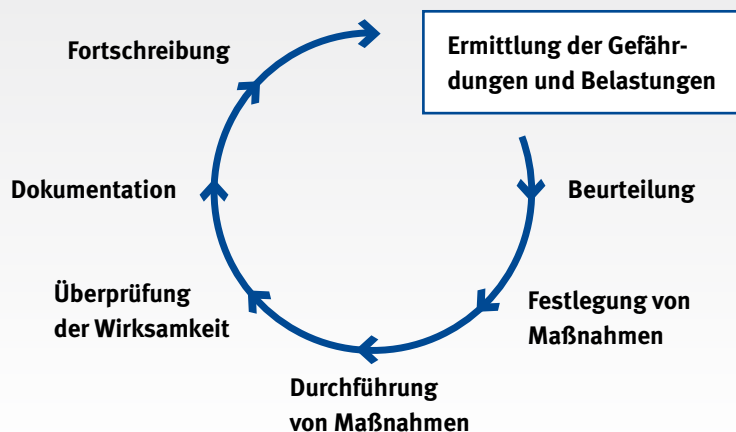 Ermittlung der Gefähr-
dungen und Belastungen
Beurteilung
Festlegung von
Maßnahmen
Durchführung
von Maßnahmen
Überprüfung
der Wirksamkeit
Dokumentation
Fortschreibung